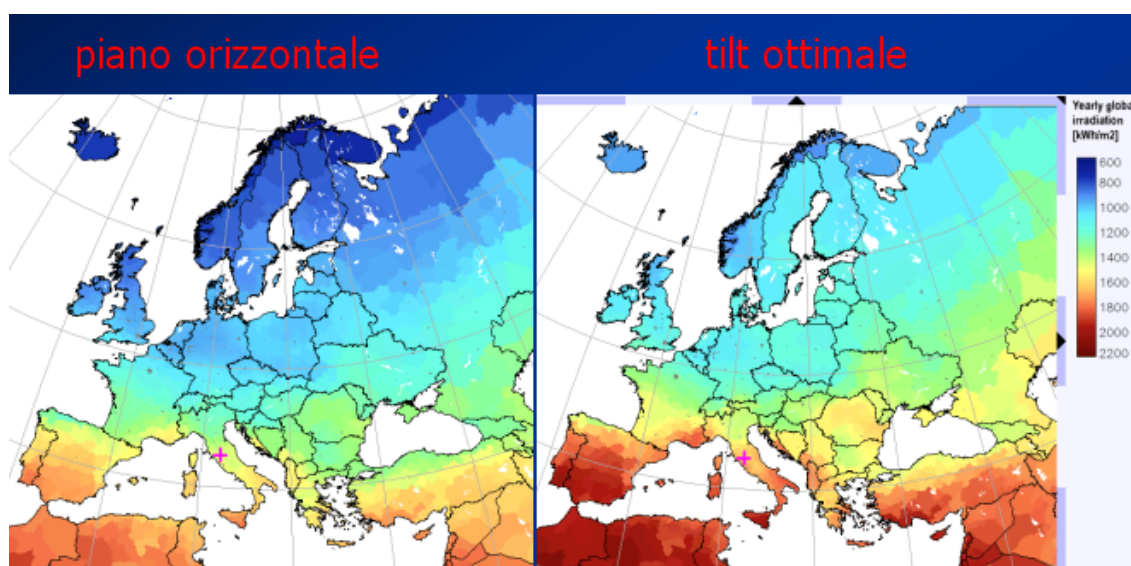 piano orizzontale
tilt ottimale
Yearly globa
irradiation
[kWh/m2]
600
800
1000
1200
1400
1600
1800
2000
2200